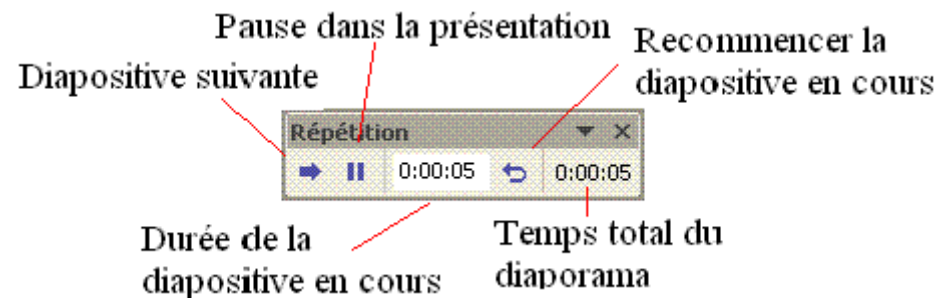 Pause dans la présentation
Recommencer la
diapositive en cours
Diapositive suivante
Répétition
0:00:05
0:00:05
Durée de la
diapositive en cours
Temps total du
diaporama